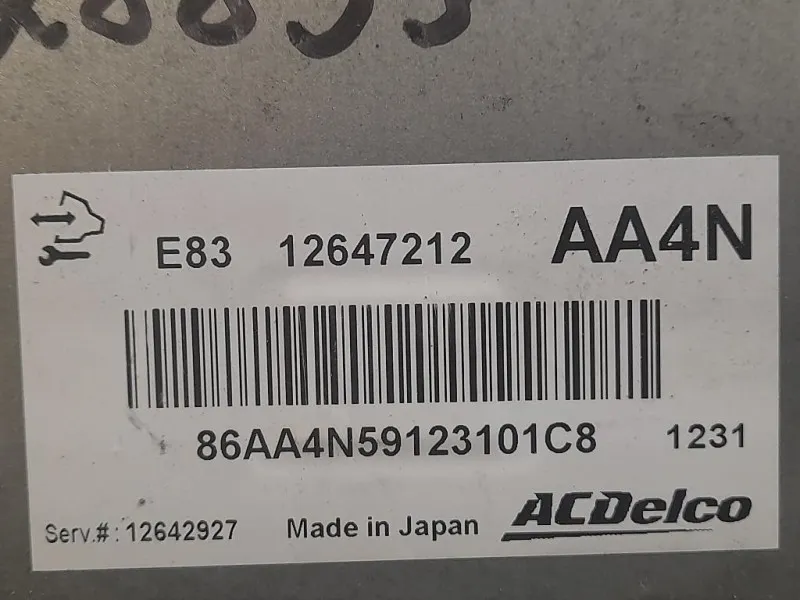 E83 12647212 AA4N
86AA4N59123101C8 1231
Serv.#: 12642927 Made in Japan ACDelco